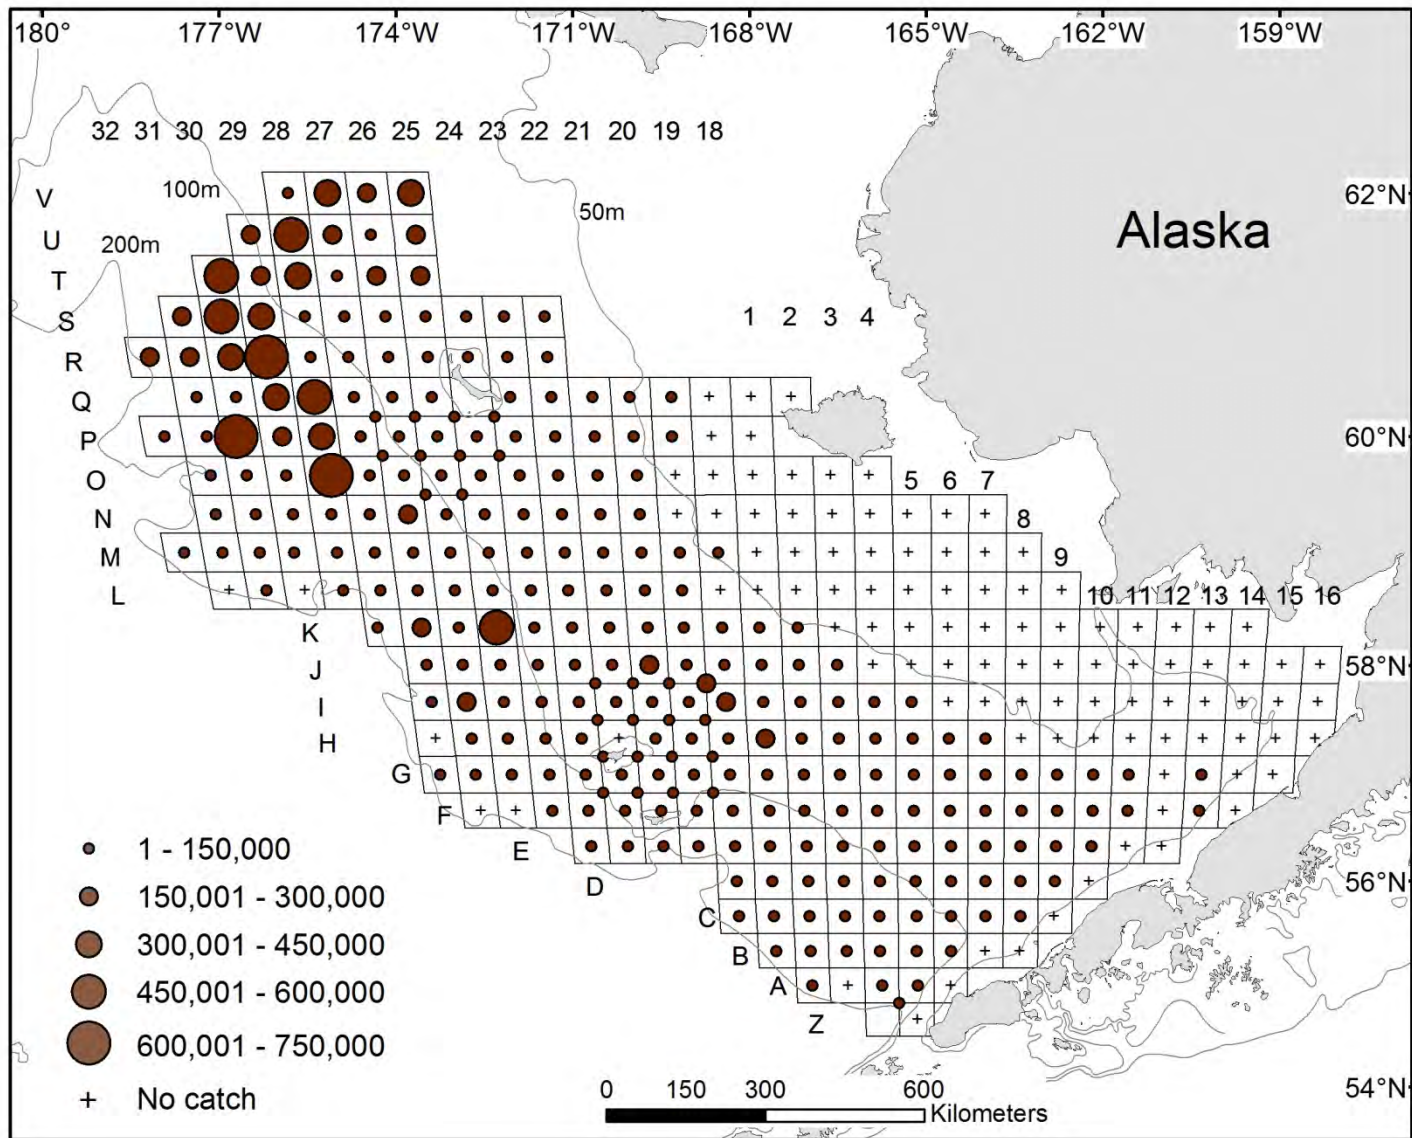 180° 177°W 174°W 171°W 168°W 165°W 162°W 159°W
32 31 30 29 28 27 26 25 24 23 22 21 20 19 18
V
100m
62°N
50m
U
200m
Alaska
T
S
1 2 3 4
R
Q
P
60°N
O
5 6 7
N
8
M
9
L
10 11 12 13 14 15 16
K
J
58°N
I
H
G
F
E
D
C
B
A
Z
56°N
54°N
1 - 150,000
150,001 - 300,000
300,001 - 450,000
450,001 - 600,000
600,001 - 750,000
+ No catch
0 150 300 600
Kilometers